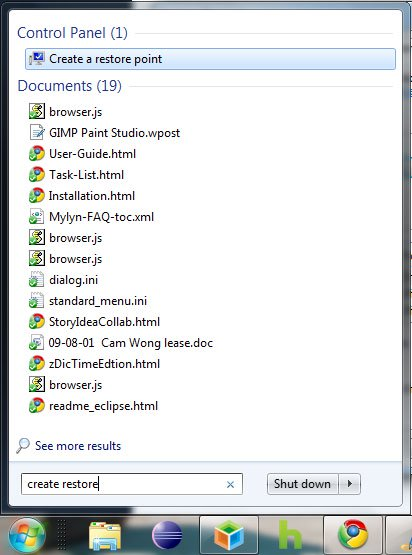 Control Panel (1)
Create a restore point
Documents (19)
browser.js
GIMP Paint Studio.wpost
User-Guide.html
Task-List.html
Installation.html
Mylyn-FAQ-toc.xml
browser.js
browser.js
dialog.ini
standard_menu.ini
StoryIdeaCollab.html
09-08-01 Cam Wong lease.doc
zDicTimeEdtion.html
browser.js
readme_eclipse.html
See more results
create restore
Shut down